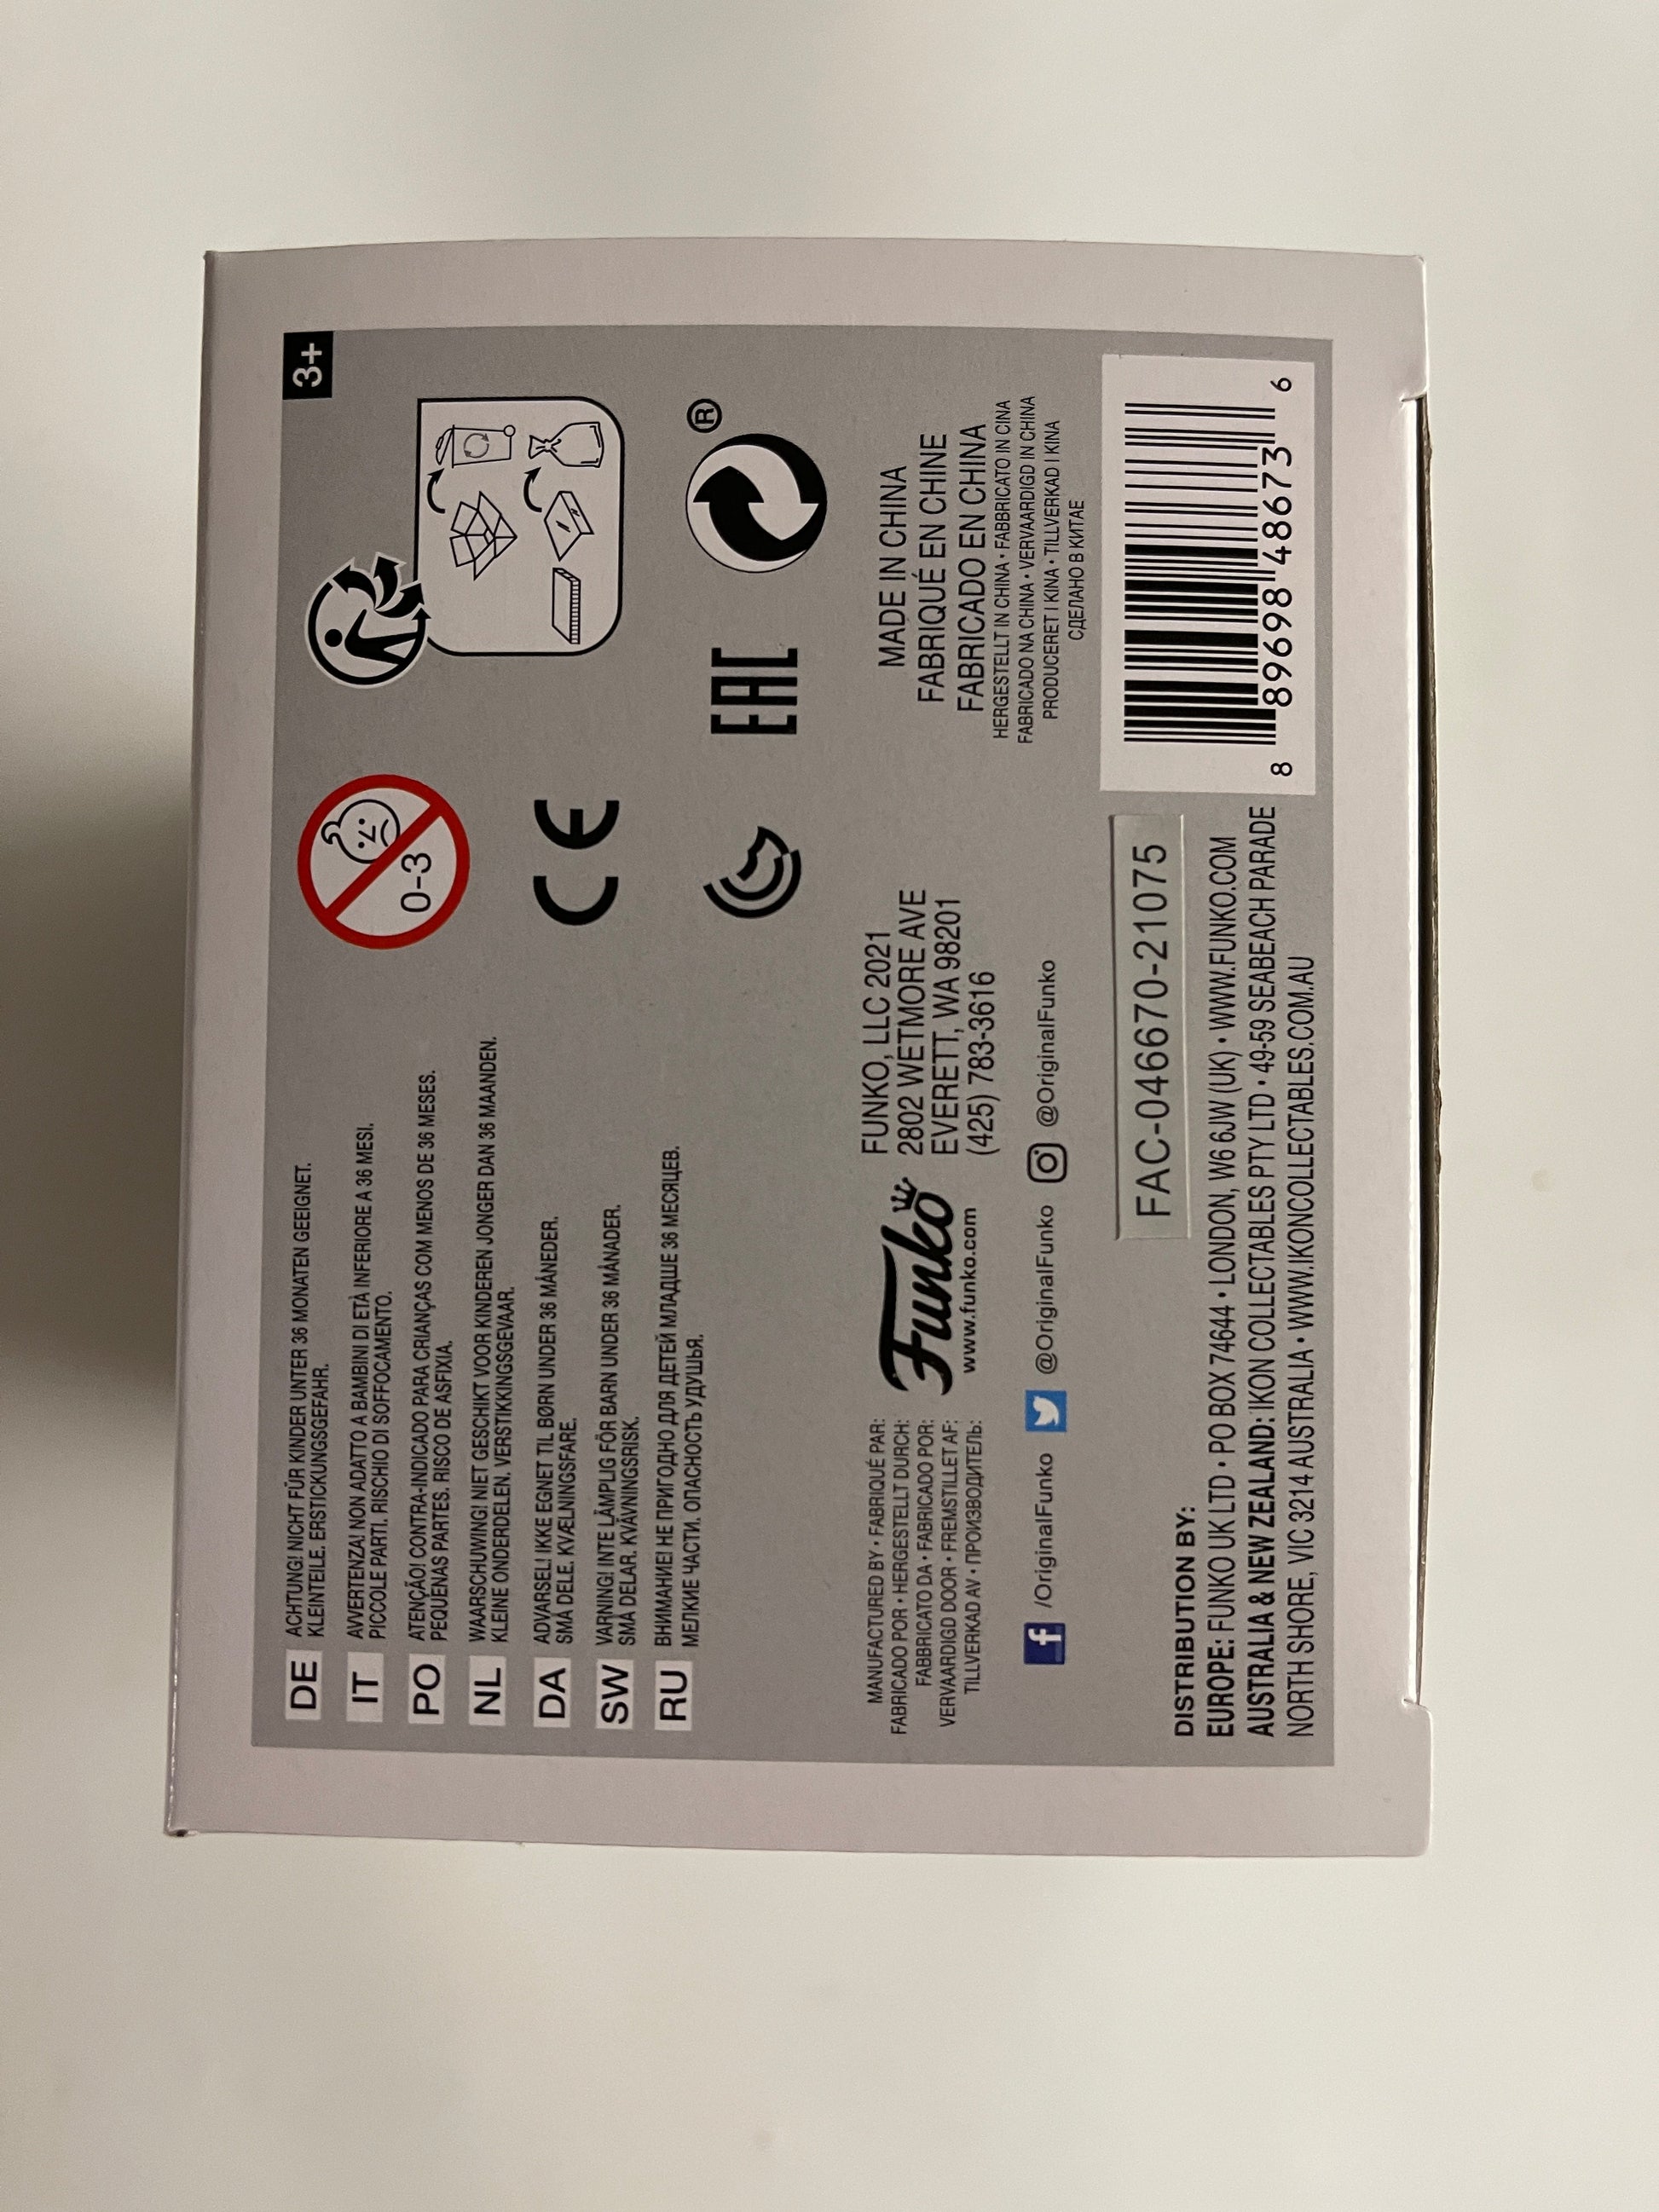 3+
DE ACHTUNG! NICHT FÜR KINDER UNTER 36 MONATEN GEEIGNET.
KLEINTEILE. ERSTICKUNGSGEFAHR.
IT AVVERTENZA! NON ADATTO A BAMBINI DI ETÀ INFERIORE A 36 MESI.
PICCOLE PARTI. RISCHIO DI SOFFOCAMENTO.
PO ATENÇÃO! CONTRA-INDICADO PARA CRIANÇAS COM MENOS DE 36 MESES.
PEQUENAS PARTES. RISCO DE ASFIXIA.
NL WAARSCHUWING! NIET GESCHIKT VOOR KINDEREN JONGER DAN 36 MAANDEN.
KLEINE ONDERDELEN. VERSTIKKINGSGEVAAR.
DA ADVARSEL! IKKE EGNET TIL BØRN UNDER 36 MÅNEDER.
SMÅ DELE. KVÆLNINGSFARE.
SW VARNING! INTE LÄMPLIG FÖR BARN UNDER 36 MÅNADER.
SMÅ DELAR. KVÄVNINGSRISK.
RU ВНИМАНИЕ! НЕ ПРИГОДНО ДЛЯ ДЕТЕЙ МЛАДШЕ 36 МЕСЯЦЕВ.
МЕЛКИЕ ЧАСТИ. ОПАСНОСТЬ УДУШЬЯ.
0-3
CE
EAC
®
MANUFACTURED BY • FABRIQUÉ PAR:
FABRICADO POR • HERGESTELLT DURCH:
FABBRICATO DA • FABRICADO POR:
VERVAARDIGD DOOR • FREMSTILLET AF:
TILLVERKAD AV • ПРОИЗВОДИТЕЛЬ:
Funko
www.funko.com
FUNKO, LLC 2021
2802 WETMORE AVE
EVERETT, WA 98201
(425) 783-3616
MADE IN CHINA
FABRIQUÉ EN CHINE
FABRICADO EN CHINA
HERGESTELLT IN CHINA • FABBRICATO IN CINA
FABRICADO NA CHINA • VERVAARDIGD IN CHINA
PRODUCERET I KINA • TILLVERKAD I KINA
СДЕЛАНО В КИТАЕ
f /OriginalFunko @OriginalFunko @OriginalFunko
FAC-046670-21075
DISTRIBUTION BY:
EUROPE: FUNKO UK LTD • PO BOX 74644 • LONDON, W6 6JW (UK) • WWW.FUNKO.COM
AUSTRALIA & NEW ZEALAND: IKON COLLECTABLES PTY LTD • 49-59 SEABEACH PARADE
NORTH SHORE, VIC 3214 AUSTRALIA • WWW.IKONCOLLECTABLES.COM.AU
8 89698 48673 6